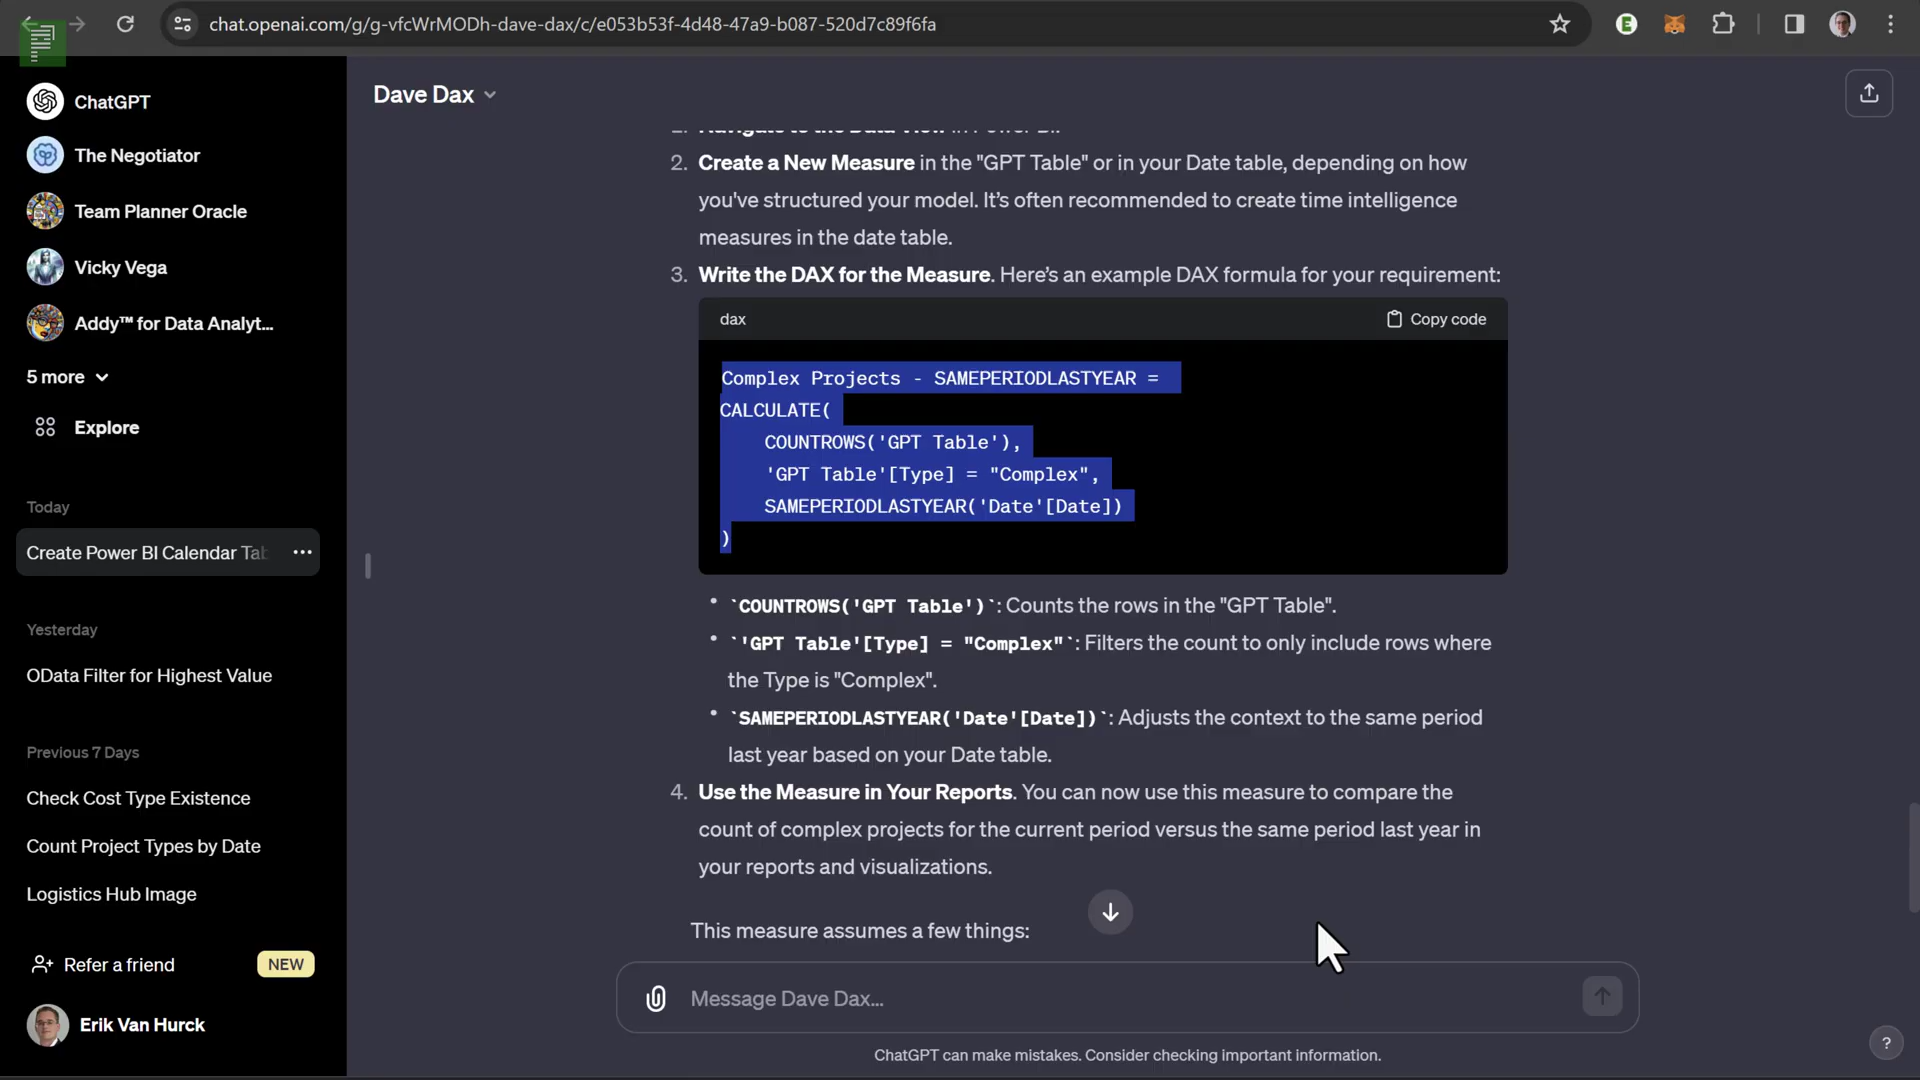 chat.openai.com/g/g-vfcWrMODh-dave-dax/c/e053b53f-4d48-47a9-b087-520d7c89f6fa
ChatGPT
The Negotiator
Team Planner Oracle
Vicky Vega
Addy™ for Data Analyt...
5 more
Explore
Today
Create Power BI Calendar Tab
Yesterday
OData Filter for Highest Value
Previous 7 Days
Check Cost Type Existence
Count Project Types by Date
Logistics Hub Image
Refer a friend
NEW
Erik Van Hurck
Dave Dax
1. Navigate to the Data View in Power BI.
2. Create a New Measure in the "GPT Table" or in your Date table, depending on how
you've structured your model. It’s often recommended to create time intelligence
measures in the date table.
3. Write the DAX for the Measure. Here’s an example DAX formula for your requirement:
dax
Copy code
Complex Projects - SAMEPERIODLASTYEAR =
CALCULATE(
COUNTROWS('GPT Table'),
'GPT Table'[Type] = "Complex",
SAMEPERIODLASTYEAR('Date'[Date])
)
• `COUNTROWS('GPT Table')`: Counts the rows in the "GPT Table".
• `'GPT Table'[Type] = "Complex"`: Filters the count to only include rows where
the Type is "Complex".
• `SAMEPERIODLASTYEAR('Date'[Date])`: Adjusts the context to the same period
last year based on your Date table.
4. Use the Measure in Your Reports. You can now use this measure to compare the
count of complex projects for the current period versus the same period last year in
your reports and visualizations.
This measure assumes a few things:
Message Dave Dax...
ChatGPT can make mistakes. Consider checking important information.
?